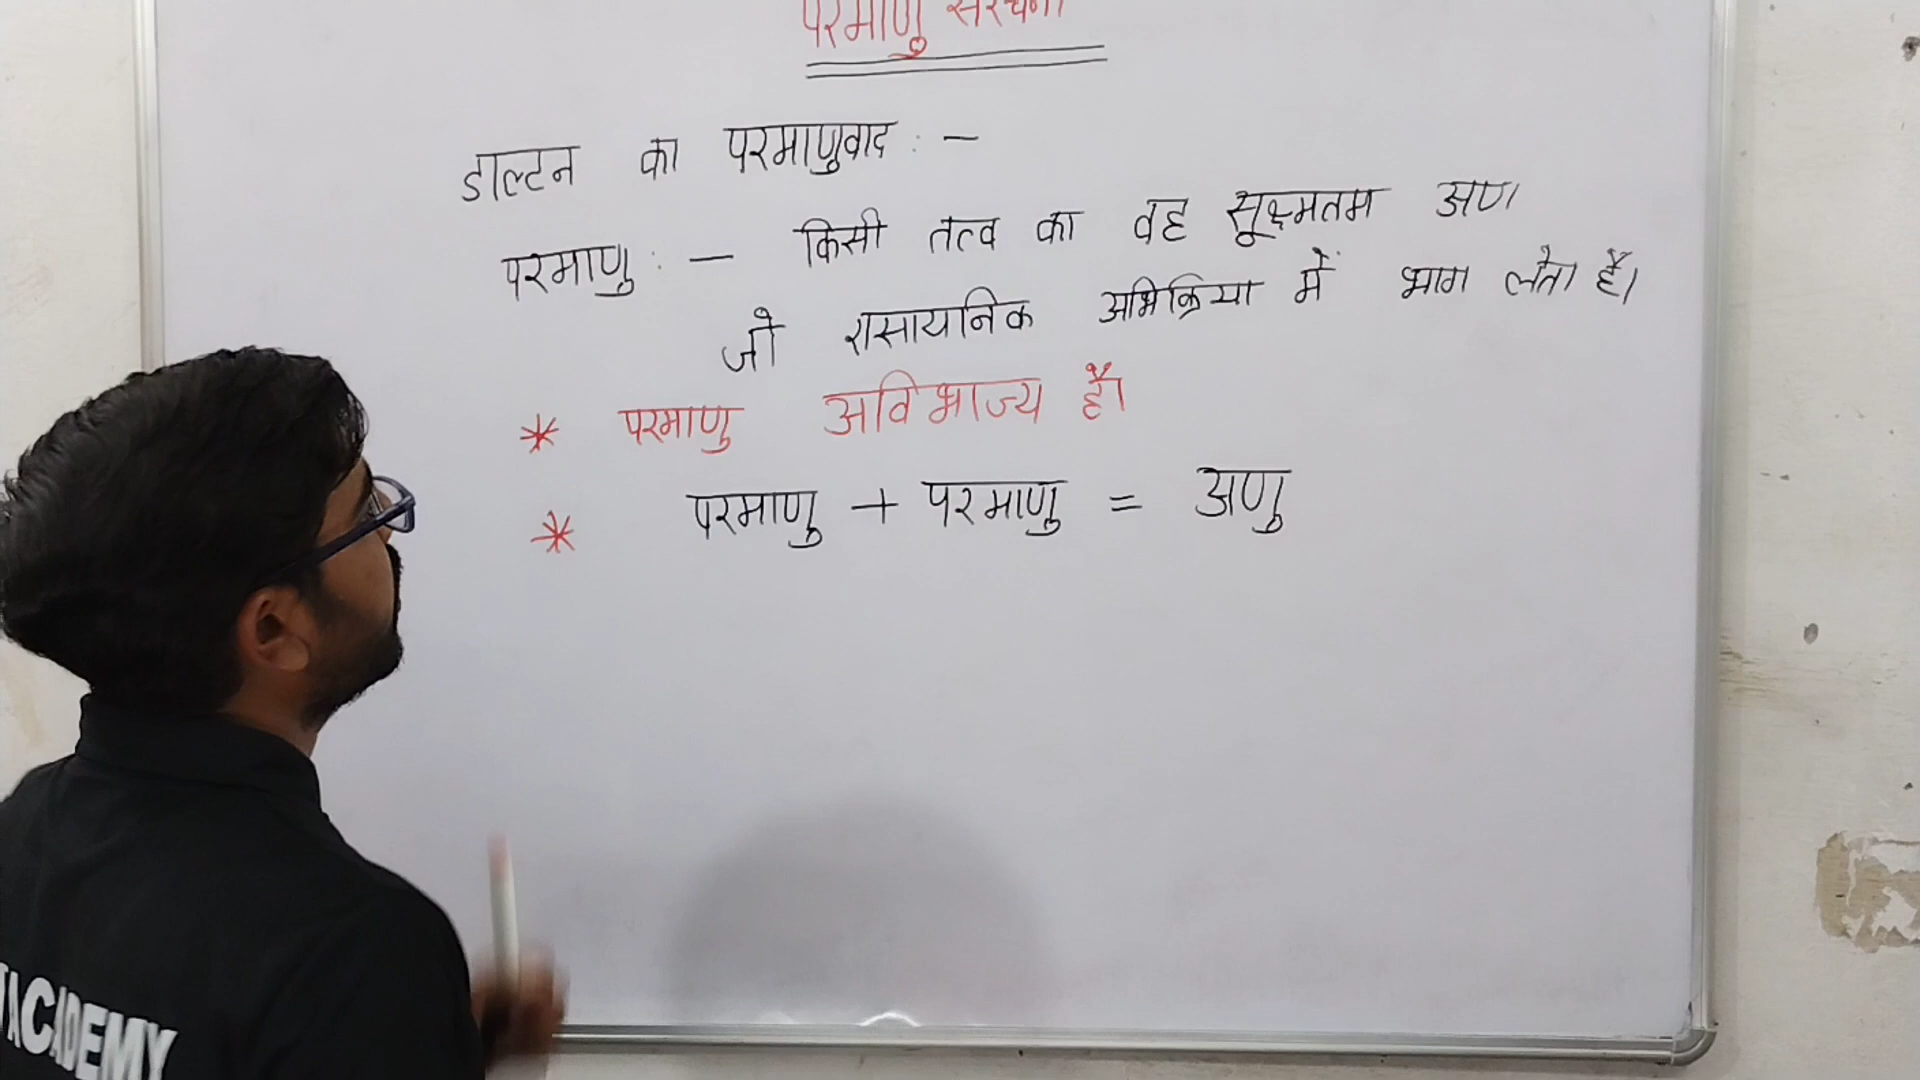 परमाणु संरचना
डाल्टन का परमाणुवाद : -
परमाणु : - किसी तत्व का वह सूक्ष्मतम अण।
जो रासायनिक अभिक्रिया में भाग लेता है।
* परमाणु अविभाज्य है।
* परमाणु + परमाणु = अणु
ACADEMY